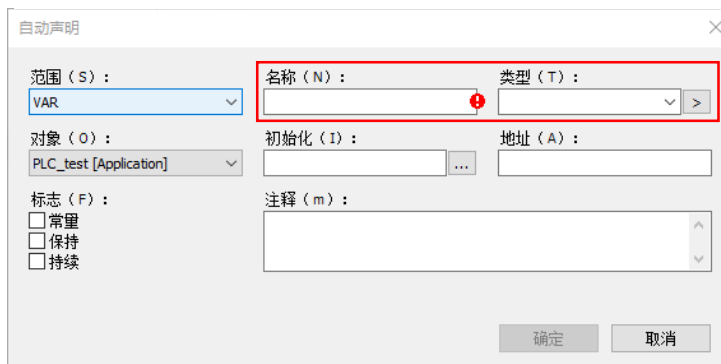 自动声明
范围(S):
名称(N):
类型(T):
VAR
>
对象(O):
初始化(I):
地址(A):
PLC_test [Application]
...
标志(F):
注释(m):
常量
保持
持续
确定
取消